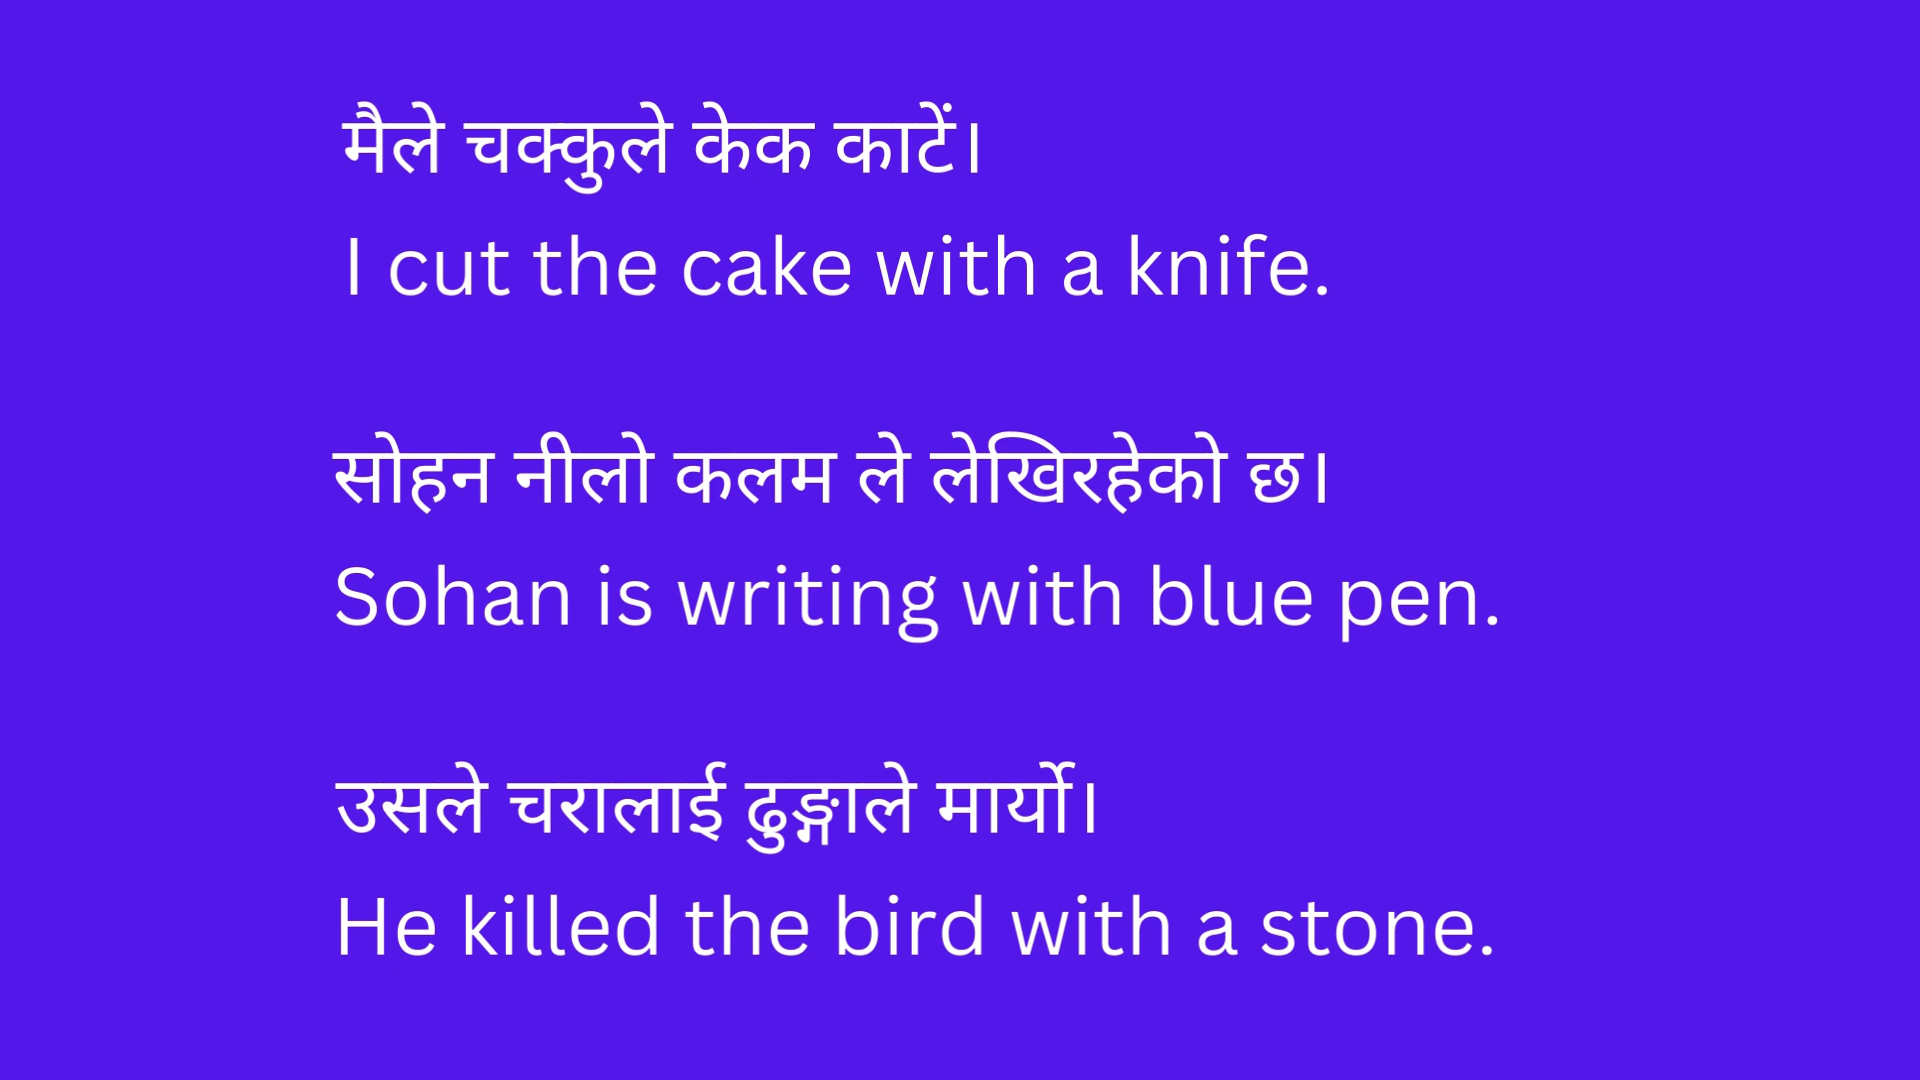 मैले चक्कुले केक काटें।
I cut the cake with a knife.
सोहन नीलो कलम ले लेखिरहेको छ।
Sohan is writing with blue pen.
उसले चरालाई ढुङ्गाले मार्यो।
He killed the bird with a stone.